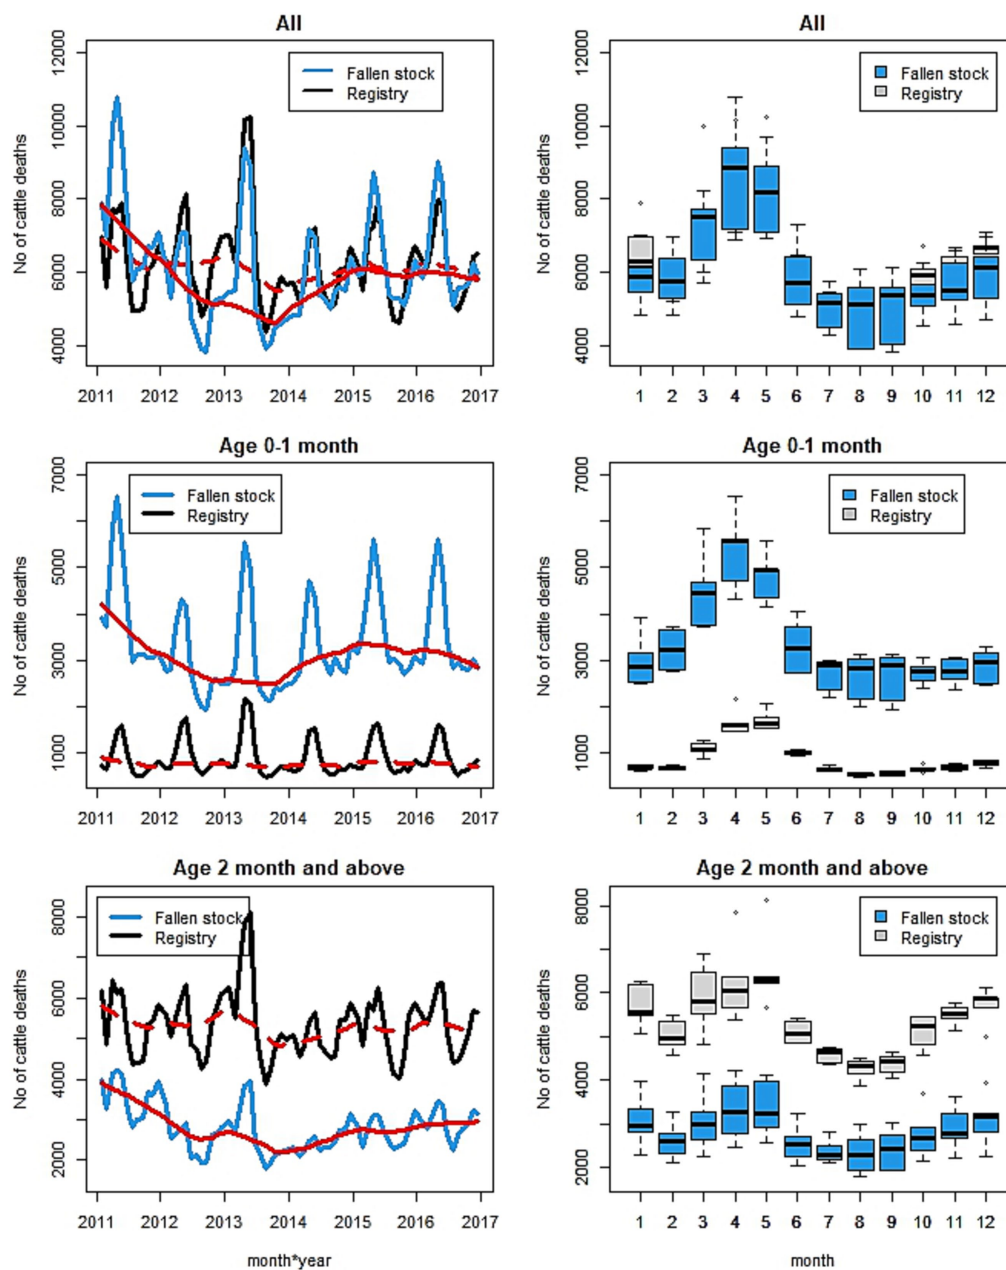 All
No of cattle deaths
12000
10000
8000
6000
4000
Fallen stock
Registry
2011 2012 2013 2014 2015 2016 2017
All
No of cattle deaths
12000
10000
8000
6000
4000
Fallen stock
Registry
1 2 3 4 5 6 7 8 9 10 11 12
Age 0-1 month
No of cattle deaths
7000
5000
3000
1000
Fallen stock
Registry
2011 2012 2013 2014 2015 2016 2017
Age 0-1 month
No of cattle deaths
7000
5000
3000
1000
Fallen stock
Registry
1 2 3 4 5 6 7 8 9 10 11 12
Age 2 month and above
No of cattle deaths
8000
6000
4000
2000
Fallen stock
Registry
2011 2012 2013 2014 2015 2016 2017
month*year
Age 2 month and above
No of cattle deaths
8000
6000
4000
2000
Fallen stock
Registry
1 2 3 4 5 6 7 8 9 10 11 12
month